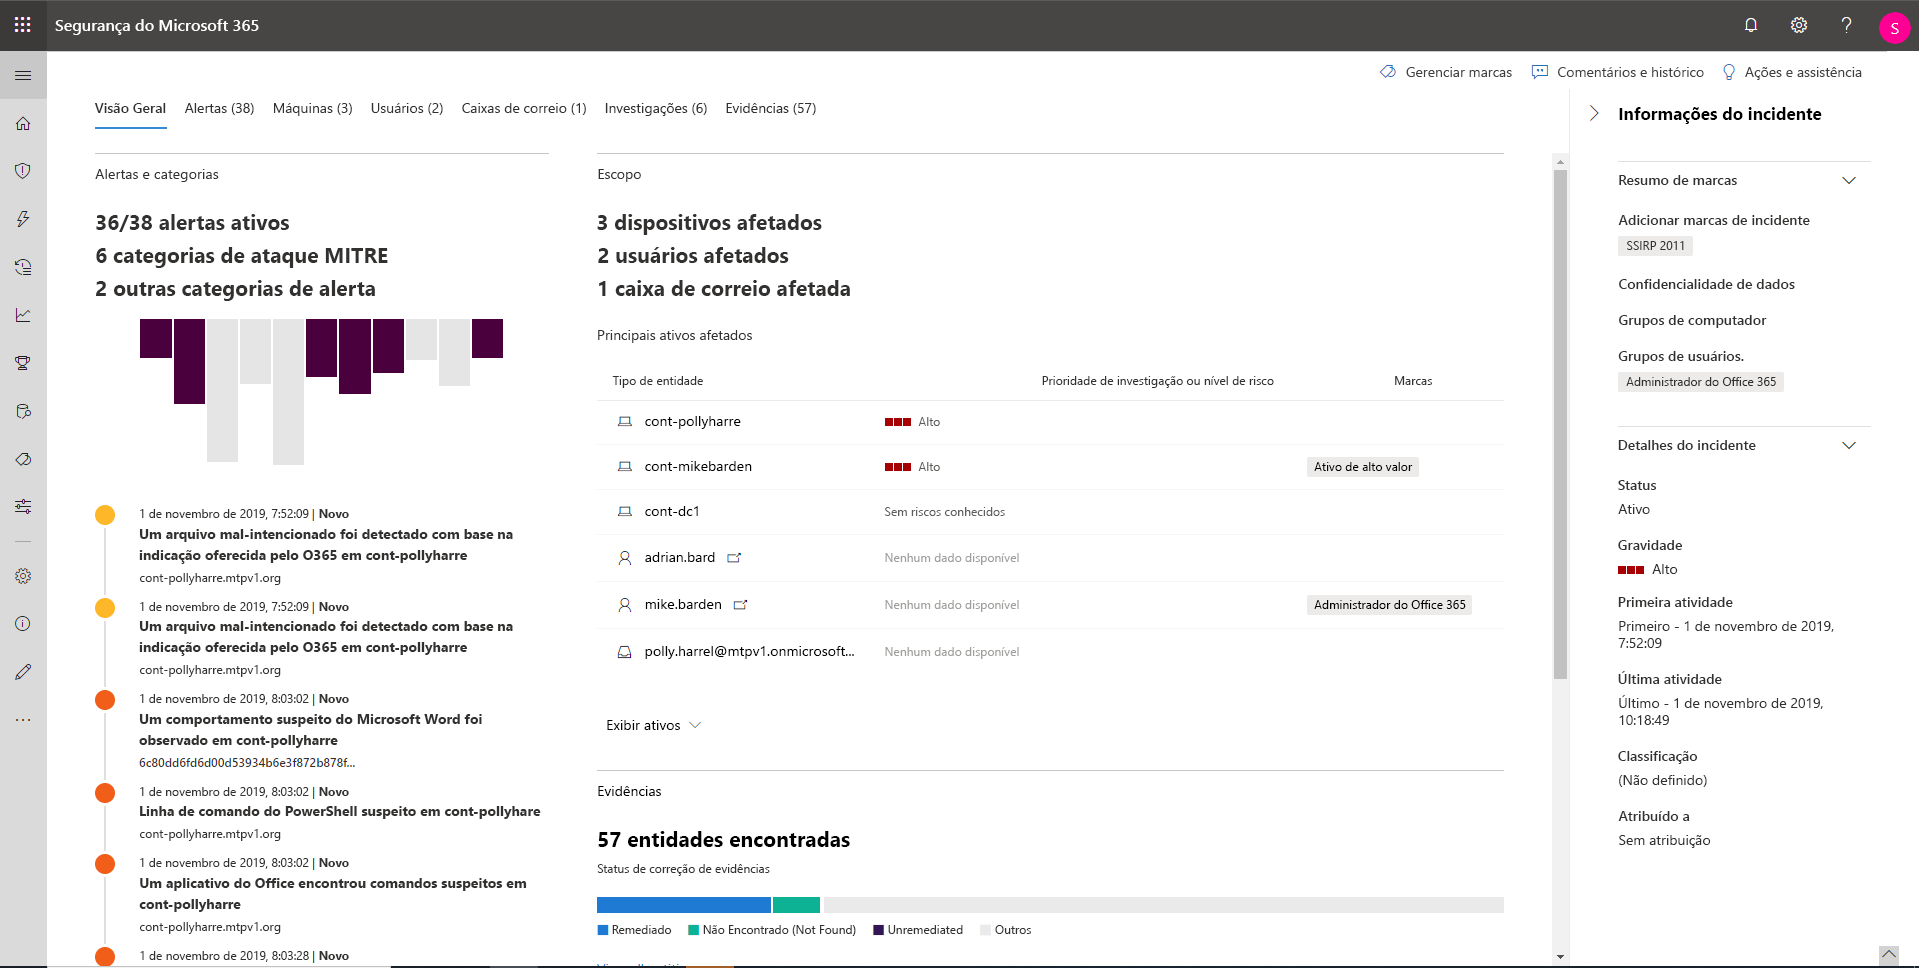 Segurança do Microsoft 365
S
Gerenciar marcas
Comentários e histórico
Ações e assistência
Visão Geral
Alertas (38)
Máquinas (3)
Usuários (2)
Caixas de correio (1)
Investigações (6)
Evidências (57)
Alertas e categorias
36/38 alertas ativos
6 categorias de ataque MITRE
2 outras categorias de alerta
1 de novembro de 2019, 7:52:09 | Novo
Um arquivo mal-intencionado foi detectado com base na
indicação oferecida pelo O365 em cont-pollyharre
cont-pollyharre.mtpv1.org
1 de novembro de 2019, 7:52:09 | Novo
Um arquivo mal-intencionado foi detectado com base na
indicação oferecida pelo O365 em cont-pollyharre
cont-pollyharre.mtpv1.org
1 de novembro de 2019, 8:03:02 | Novo
Um comportamento suspeito do Microsoft Word foi
observado em cont-pollyharre
6c80dd6fd6d00d53934b6e3f872b878f...
1 de novembro de 2019, 8:03:02 | Novo
Linha de comando do PowerShell suspeito em cont-pollyhare
cont-pollyharre.mtpv1.org
1 de novembro de 2019, 8:03:02 | Novo
Um aplicativo do Office encontrou comandos suspeitos em
cont-pollyharre
cont-pollyharre.mtpv1.org
1 de novembro de 2019, 8:03:28 | Novo
Escopo
3 dispositivos afetados
2 usuários afetados
1 caixa de correio afetada
Principais ativos afetados
Tipo de entidade
Prioridade de investigação ou nível de risco
Marcas
cont-pollyharre
Alto
cont-mikebarden
Alto
Ativo de alto valor
cont-dc1
Sem riscos conhecidos
adrian.bard
Nenhum dado disponível
mike.barden
Nenhum dado disponível
Administrador do Office 365
polly.harrel@mtpv1.onmicrosoft...
Nenhum dado disponível
Exibir ativos
Evidências
57 entidades encontradas
Status de correção de evidências
Remediado
Não Encontrado (Not Found)
Unremediated
Outros
Informações do incidente
Resumo de marcas
Adicionar marcas de incidente
SSIRP 2011
Confidencialidade de dados
Grupos de computador
Grupos de usuários.
Administrador do Office 365
Detalhes do incidente
Status
Ativo
Gravidade
Alto
Primeira atividade
Primeiro - 1 de novembro de 2019,
7:52:09
Última atividade
Último - 1 de novembro de 2019,
10:18:49
Classificação
(Não definido)
Atribuído a
Sem atribuição